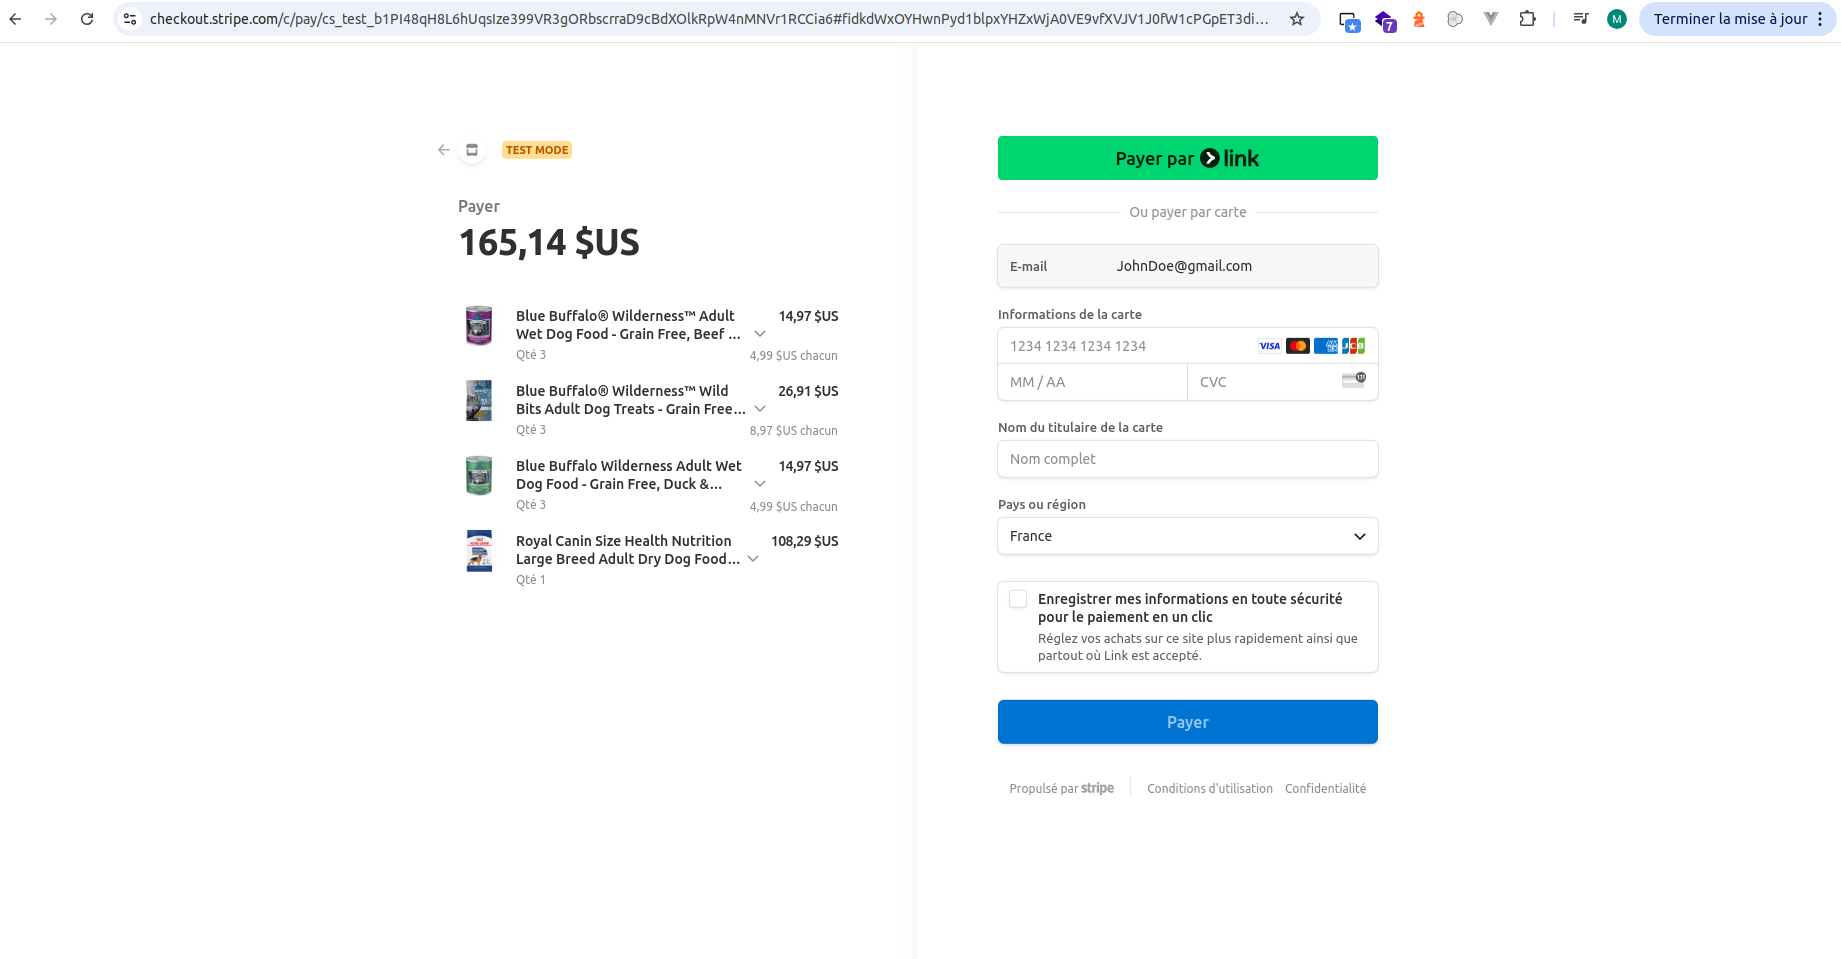 checkout.stripe.com/c/pay/cs_test_b1PI48qH8L6hUqsIze399VR3gORbscrraD9cBdXOlkRpW4nMNVr1RCCia6#fidkdWxOYHwnPyd1blpxYHZxWjA0VE9vfXVJV1J0fW1cPGpET3di...
7
M
Terminer la mise à jour
TEST MODE
Payer
165,14 $US
Blue Buffalo® Wilderness™ Adult 14,97 $US
Wet Dog Food - Grain Free, Beef ...
Qté 3 4,99 $US chacun
Blue Buffalo® Wilderness™ Wild 26,91 $US
Bits Adult Dog Treats - Grain Free...
Qté 3 8,97 $US chacun
Blue Buffalo Wilderness Adult Wet 14,97 $US
Dog Food - Grain Free, Duck &...
Qté 3 4,99 $US chacun
Royal Canin Size Health Nutrition 108,29 $US
Large Breed Adult Dry Dog Food...
Qté 1
Payer par link
Ou payer par carte
E-mail JohnDoe@gmail.com
Informations de la carte
1234 1234 1234 1234 VISA AMEX JCB
MM / AA CVC 135
Nom du titulaire de la carte
Nom complet
Pays ou région
France
Enregistrer mes informations en toute sécurité
pour le paiement en un clic
Réglez vos achats sur ce site plus rapidement ainsi que
partout où Link est accepté.
Payer
Propulsé par stripe Conditions d'utilisation Confidentialité